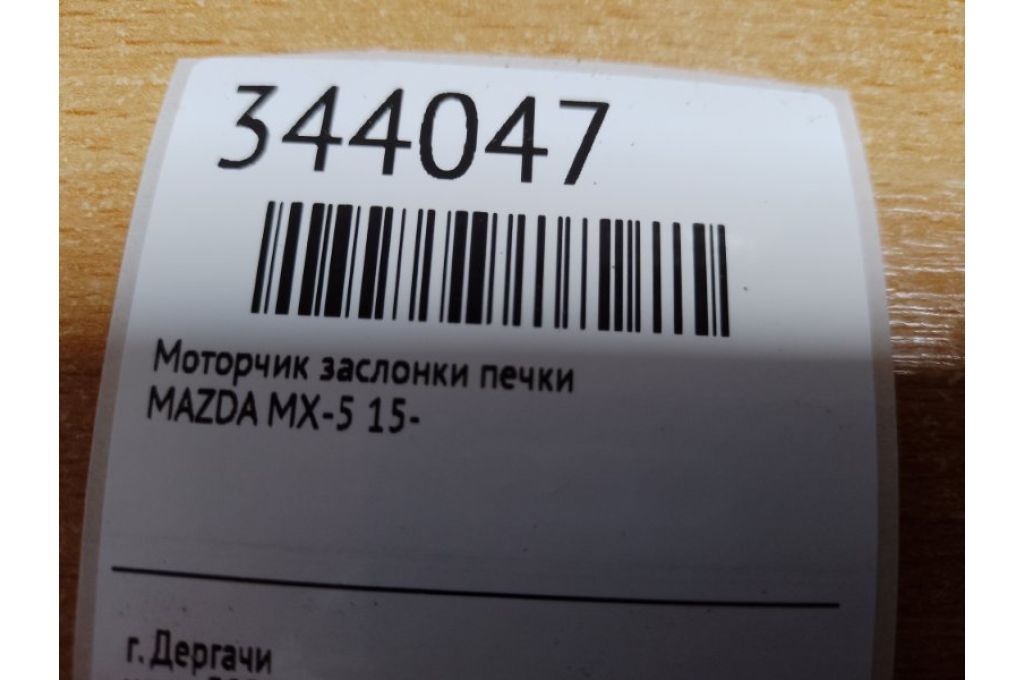 344047
Моторчик заслонки печки
MAZDA MX-5 15-
г. Дергачи